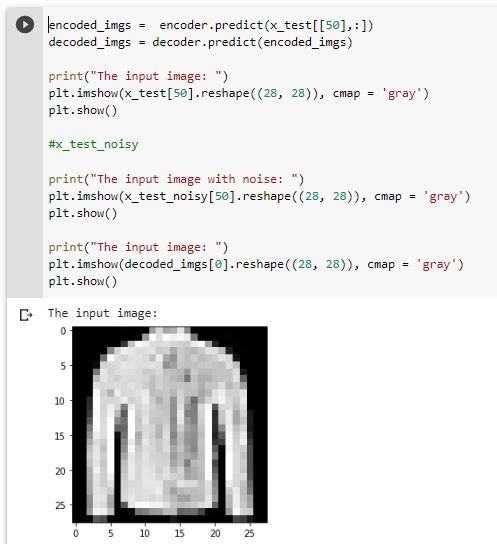 encoded_imgs =  encoder.predict(x_test[[50],:])
decoded_imgs = decoder.predict(encoded_imgs)
print("The input image: ")
plt.imshow(x_test[50].reshape((28, 28)), cmap = 'gray')
plt.show()
#x_test_noisy
print("The input image with noise: ")
plt.imshow(x_test_noisy[50].reshape((28, 28)), cmap = 'gray')
plt.show()
print("The input image: ")
plt.imshow(decoded_imgs[0].reshape((28, 28)), cmap = 'gray')
plt.show()
The input image:
0
5
10
15
20
25
0 5 10 15 20 25